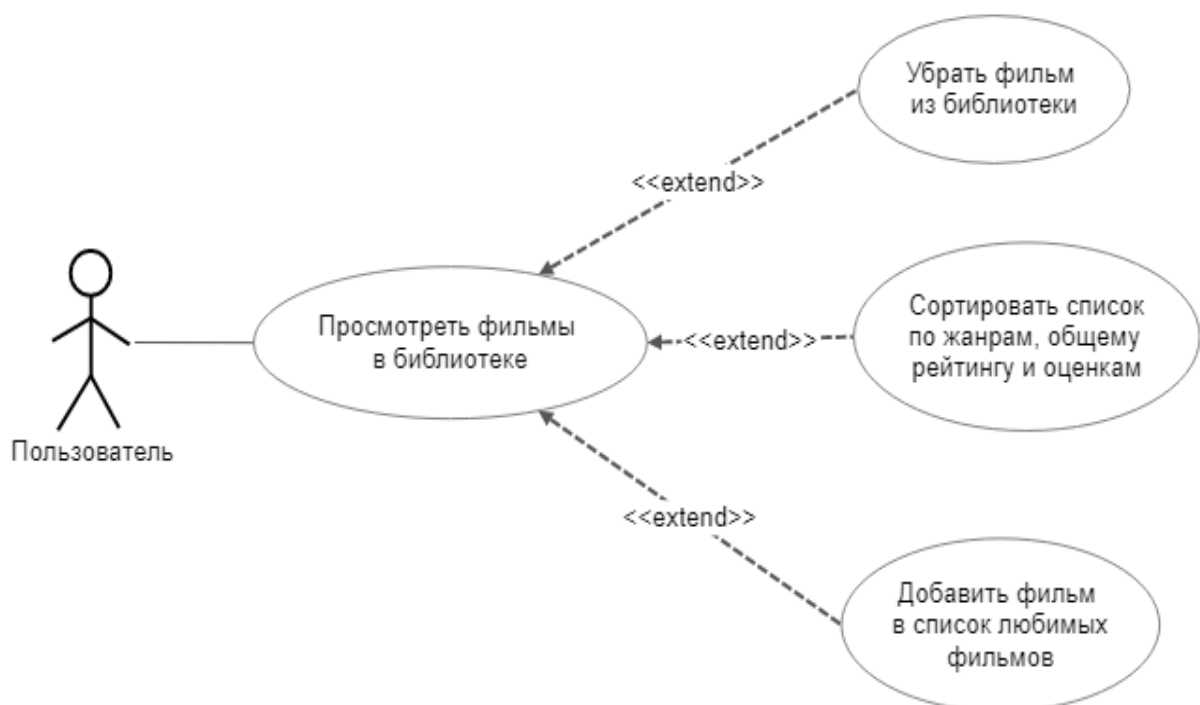 Убрать фильм
из библиотеки
<<extend>>
Просмотреть фильмы
в библиотеке
<<extend>>
Сортировать список
по жанрам, общему
рейтингу и оценкам
Пользователь
<<extend>>
Добавить фильм
в список любимых
фильмов